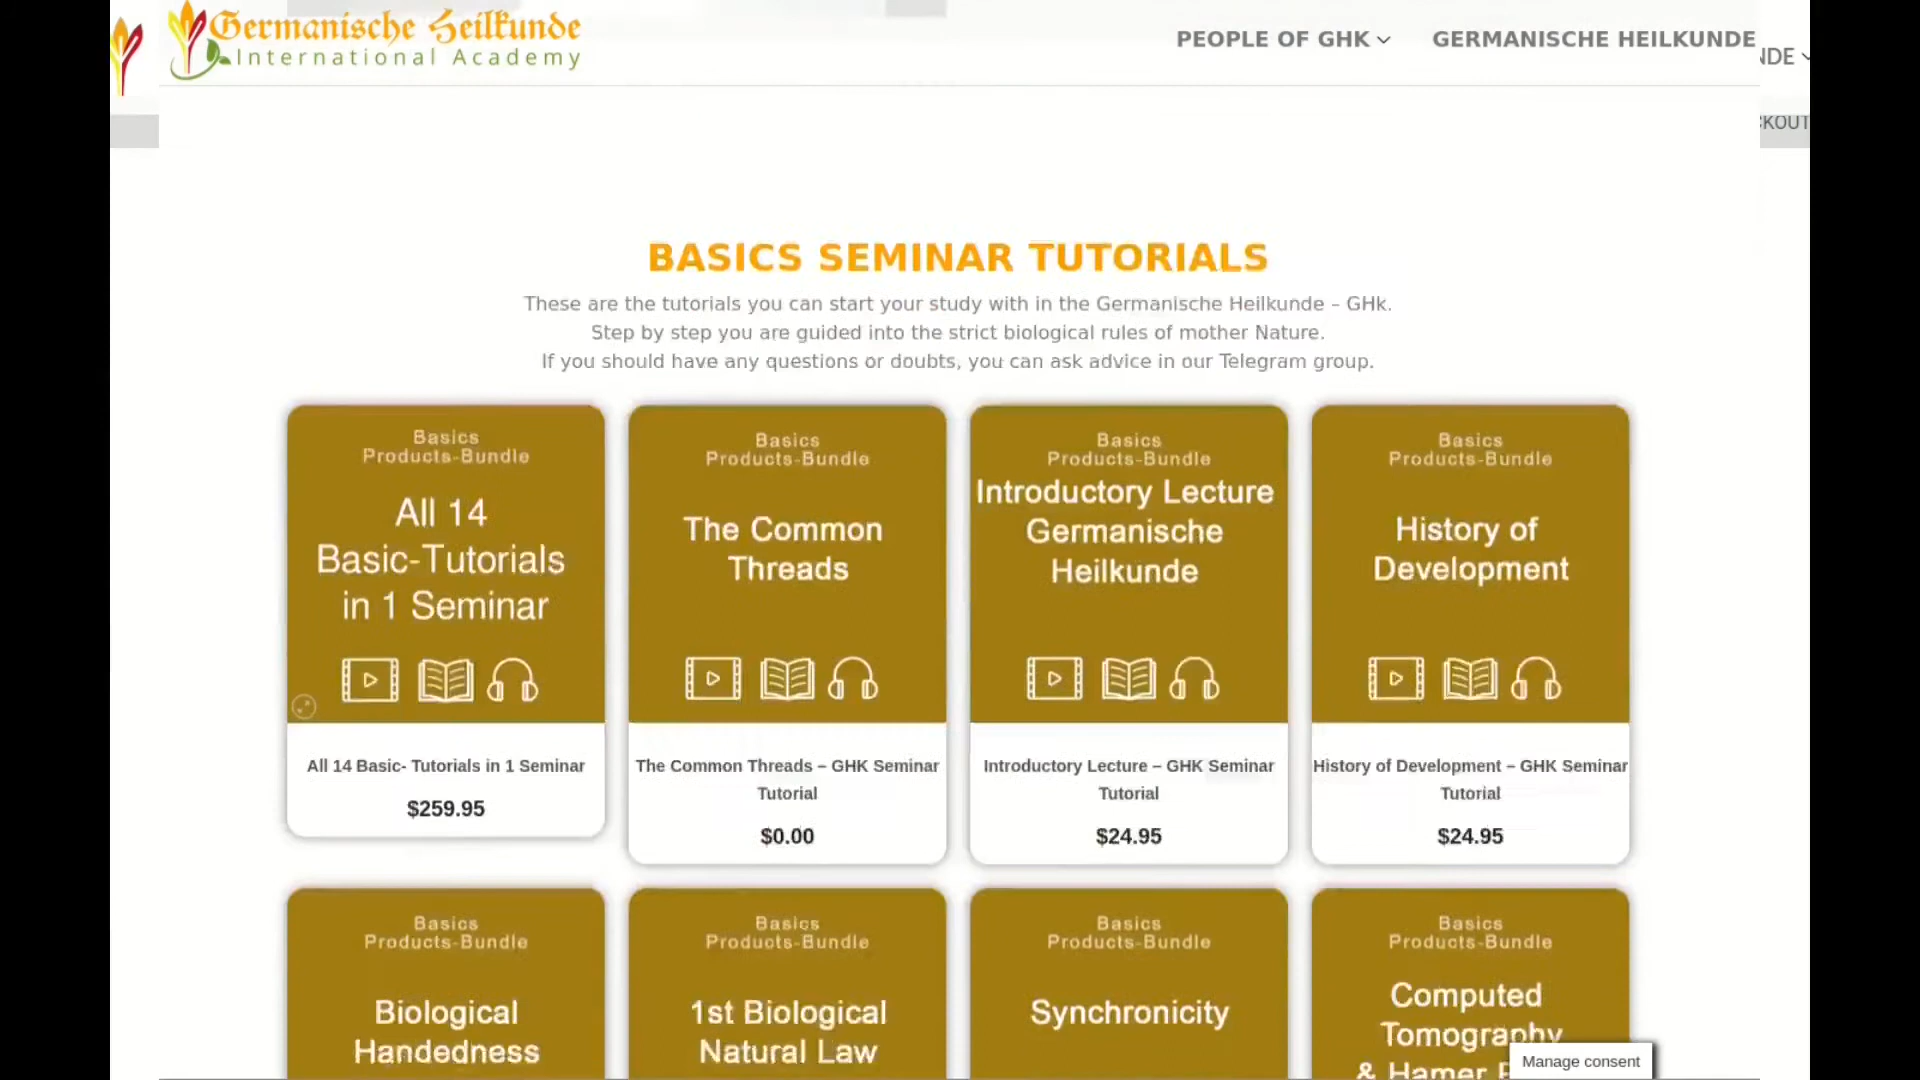 Germanische Heilkunde
International Academy
PEOPLE OF GHK
GERMANISCHE HEILKUNDE
NDE
KOUT
BASICS SEMINAR TUTORIALS
These are the tutorials you can start your study with in the Germanische Heilkunde – GHk.
Step by step you are guided into the strict biological rules of mother Nature.
If you should have any questions or doubts, you can ask advice in our Telegram group.
Basics
Products-Bundle
All 14
Basic-Tutorials
in 1 Seminar
All 14 Basic- Tutorials in 1 Seminar
$259.95
Basics
Products-Bundle
The Common
Threads
The Common Threads – GHK Seminar
Tutorial
$0.00
Basics
Products-Bundle
Introductory Lecture
Germanische
Heilkunde
Introductory Lecture – GHK Seminar
Tutorial
$24.95
Basics
Products-Bundle
History of
Development
History of Development – GHK Seminar
Tutorial
$24.95
Basics
Products-Bundle
Biological
Handedness
Basics
Products-Bundle
1st Biological
Natural Law
Basics
Products-Bundle
Synchronicity
Basics
Products-Bundle
Computed
Tomography
& Hamer
Manage consent